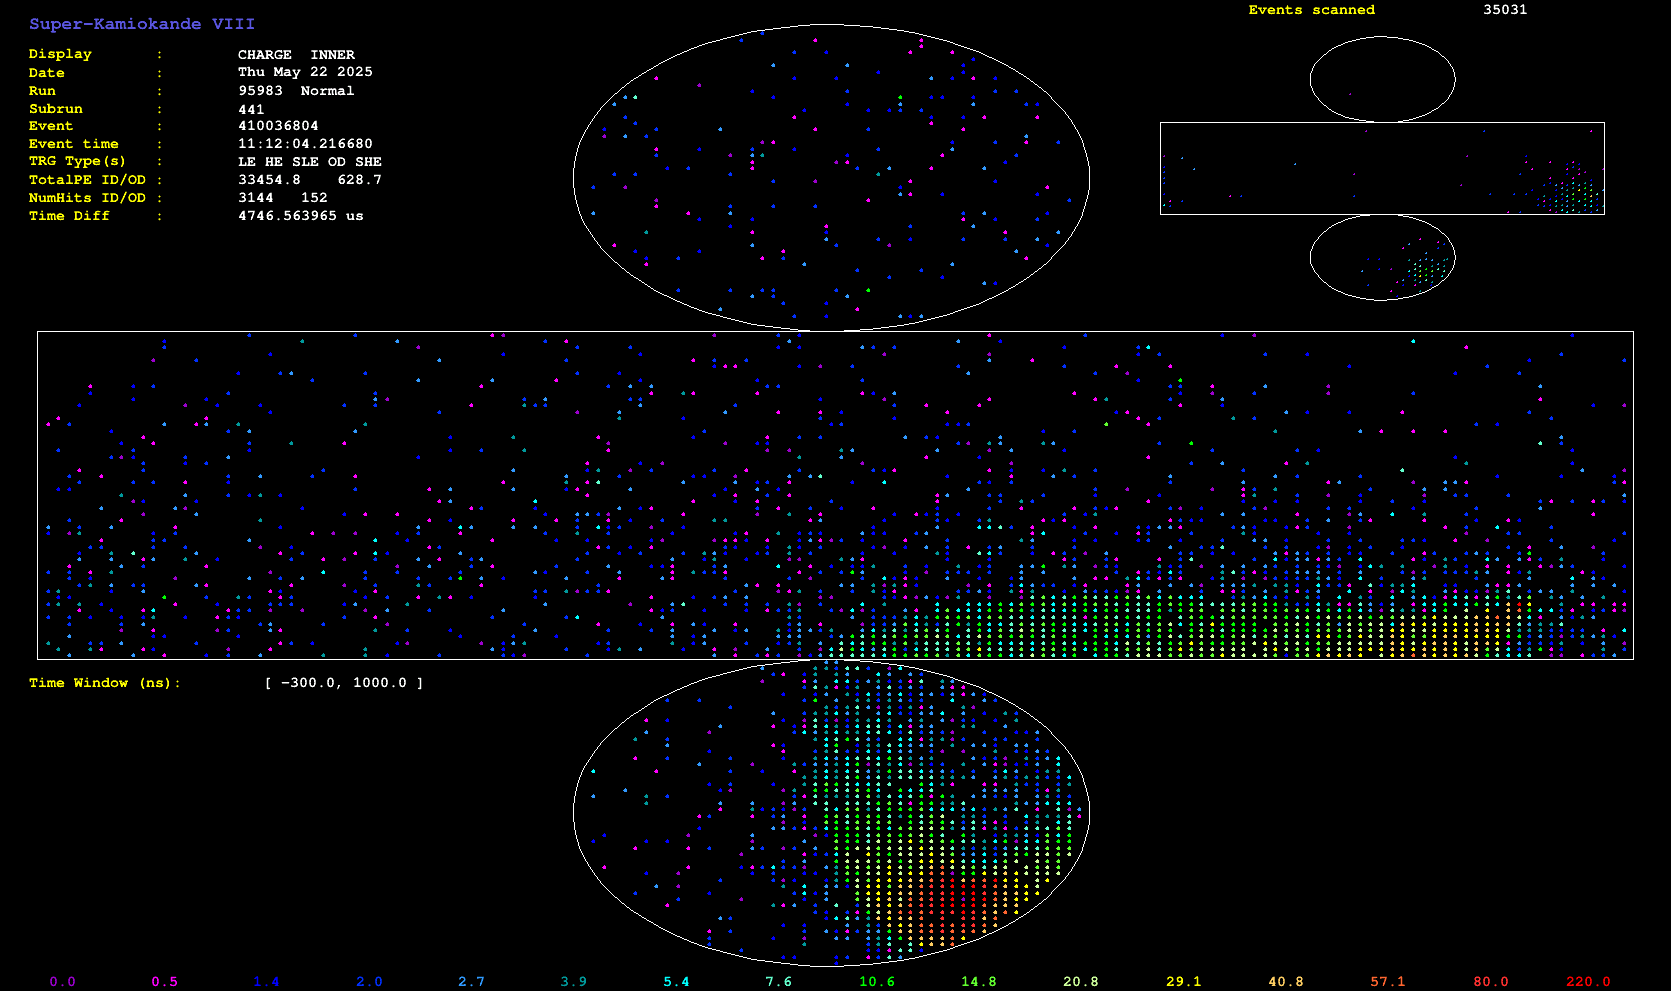 Events scanned 35031
Super-Kamiokande VIII
Display : CHARGE INNER
Date : Thu May 22 2025
Run : 95983 Normal
Subrun : 441
Event : 410036804
Event time : 11:12:04.216680
TRG Type(s) : LE HE SLE OD SHE
TotalPE ID/OD : 33454.8 628.7
NumHits ID/OD : 3144 152
Time Diff : 4746.563965 us
Time Window (ns): [ -300.0, 1000.0 ]
0.0 0.5 1.4 2.0 2.7 3.9 5.4 7.6 10.6 14.8 20.8 29.1 40.8 57.1 80.0 220.0